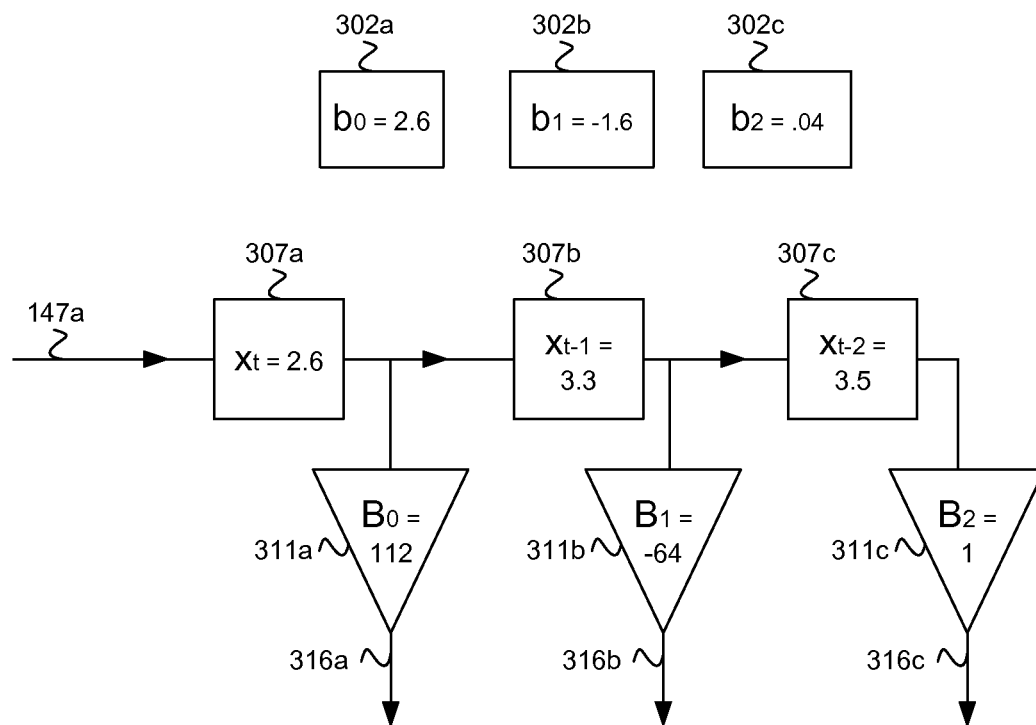 302a
302b
302c
b0 = 2.6
b1 = -1.6
b2 = .04
307a
307b
307c
147a
xt = 2.6
xt-1 =
3.3
xt-2 =
3.5
B0 =
112
B1 =
-64
B2 =
1
311a
311b
311c
316a
316b
316c